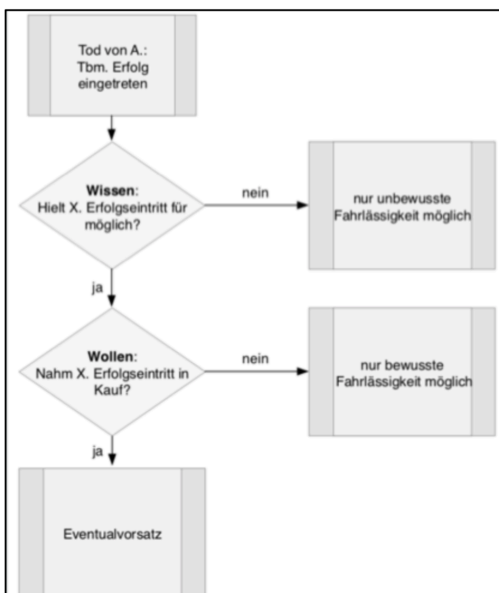 Tod von A.:
Tbm. Erfolg
eingetreten
Wissen:
Hielt X. Erfolgseintritt für
möglich?
nein
nur unbewusste
Fahrlässigkeit möglich
ja
Wollen:
Nahm X. Erfolgseintritt in
Kauf?
nein
nur bewusste
Fahrlässigkeit möglich
ja
Eventualvorsatz